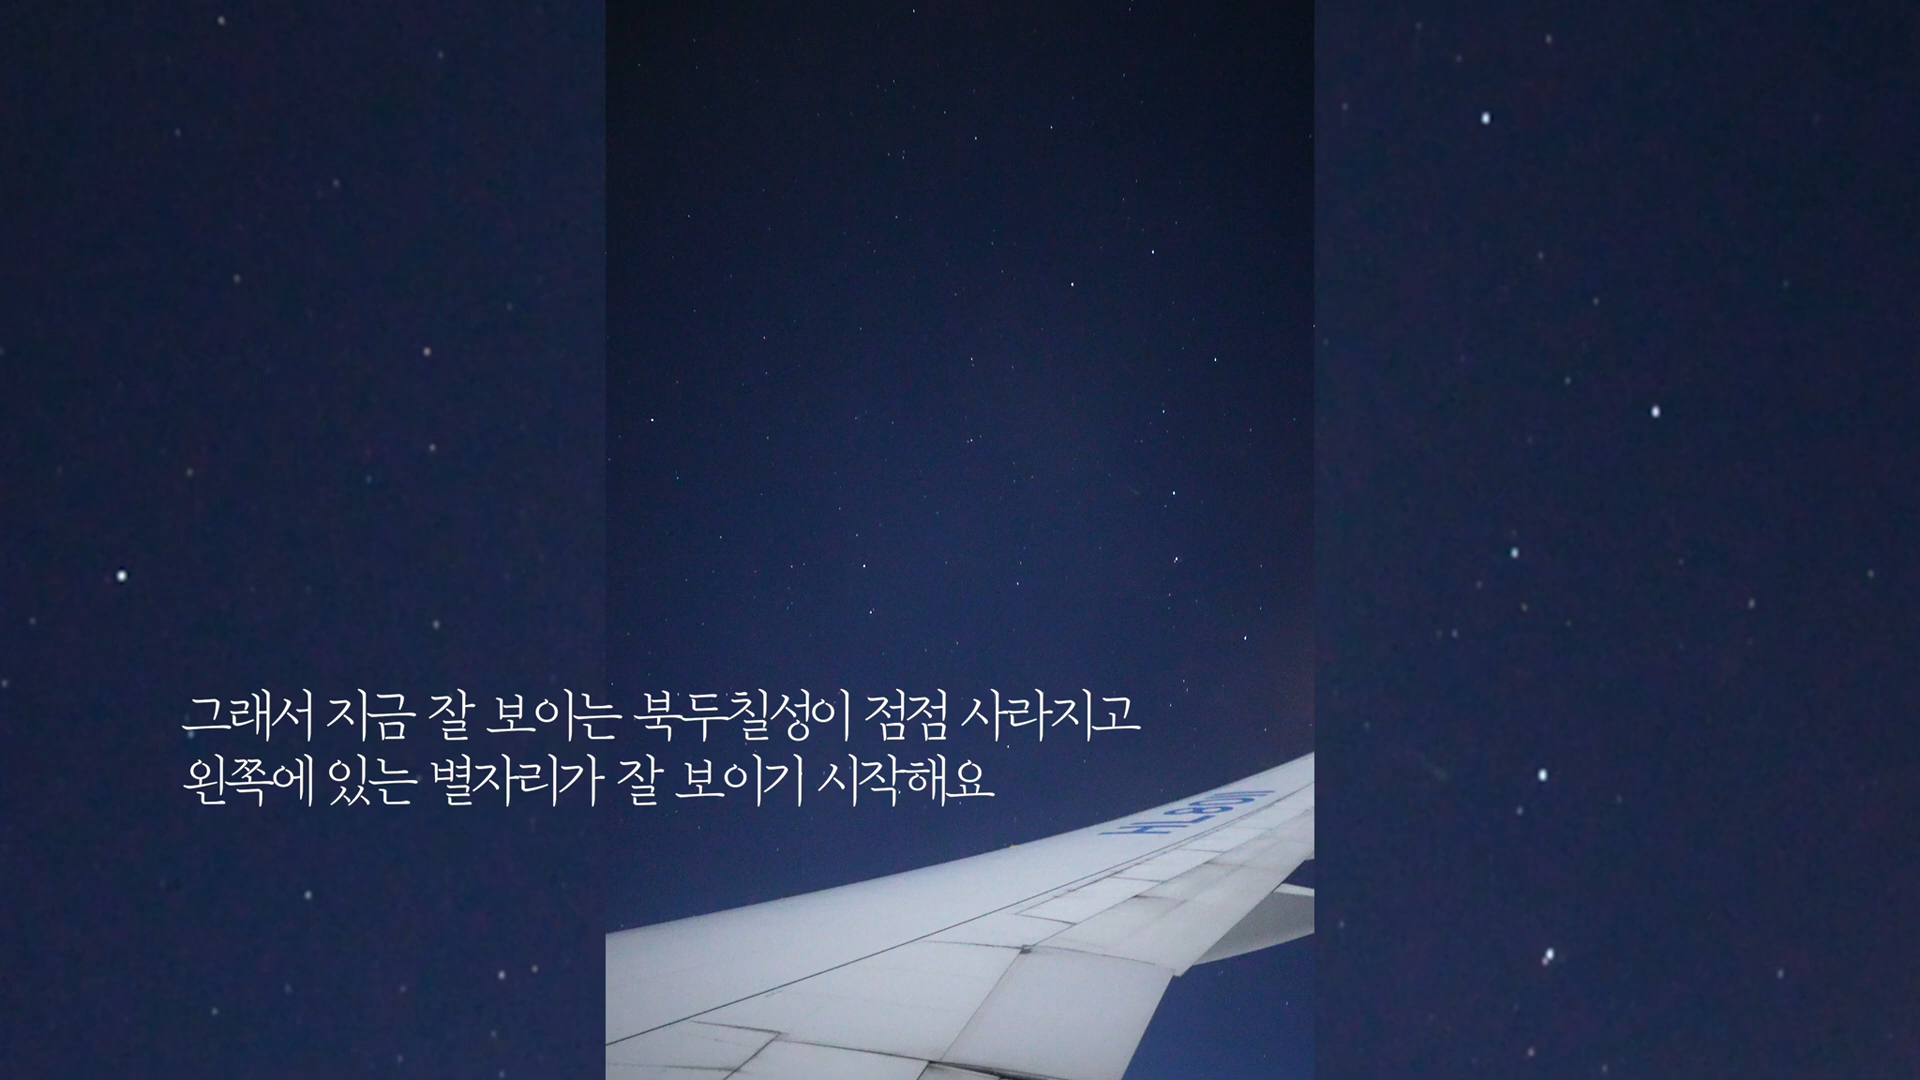 그래서 지금 잘 보이는 북두칠성이 점점 사라지고
왼쪽에 있는 별자리가 잘 보이기 시작해요
HL8011